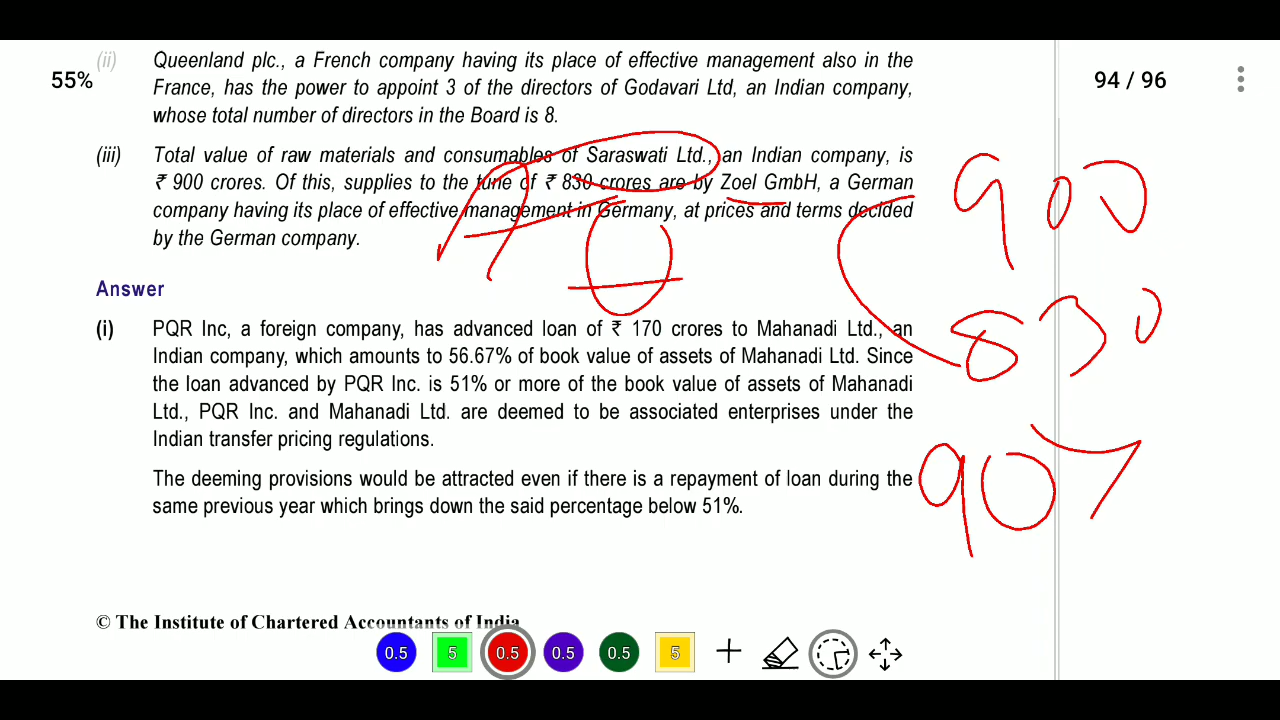 (ii) Queenland plc., a French company having its place of effective management also in the
55% France, has the power to appoint 3 of the directors of Godavari Ltd, an Indian company, 94 / 96
whose total number of directors in the Board is 8.
(iii) Total value of raw materials and consumables of Saraswati Ltd., an Indian company, is
₹ 900 crores. Of this, supplies to the tune of ₹ 830 crores are by Zoel GmbH, a German
company having its place of effective management in Germany, at prices and terms decided
by the German company.
900
830
90
Answer
(i) PQR Inc, a foreign company, has advanced loan of ₹ 170 crores to Mahanadi Ltd., an
Indian company, which amounts to 56.67% of book value of assets of Mahanadi Ltd. Since
the loan advanced by PQR Inc. is 51% or more of the book value of assets of Mahanadi
Ltd., PQR Inc. and Mahanadi Ltd. are deemed to be associated enterprises under the
Indian transfer pricing regulations.
The deeming provisions would be attracted even if there is a repayment of loan during the
same previous year which brings down the said percentage below 51%.
© The Institute of Chartered Accountants of India
0.5 5 0.5 0.5 0.5 5